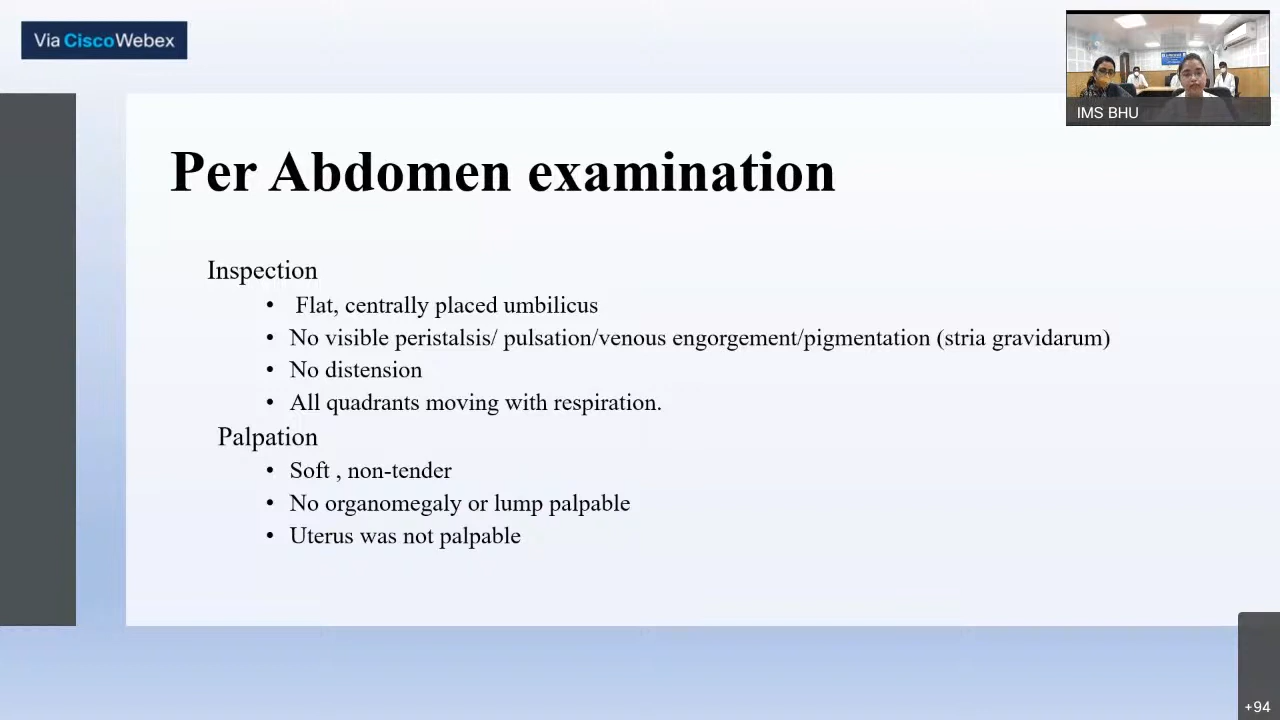 Via Cisco Webex
IMS BHU
Per Abdomen examination
Inspection
• Flat, centrally placed umbilicus
• No visible peristalsis/ pulsation/venous engorgement/pigmentation (stria gravidarum)
• No distension
• All quadrants moving with respiration.
Palpation
• Soft , non-tender
• No organomegaly or lump palpable
• Uterus was not palpable
+94